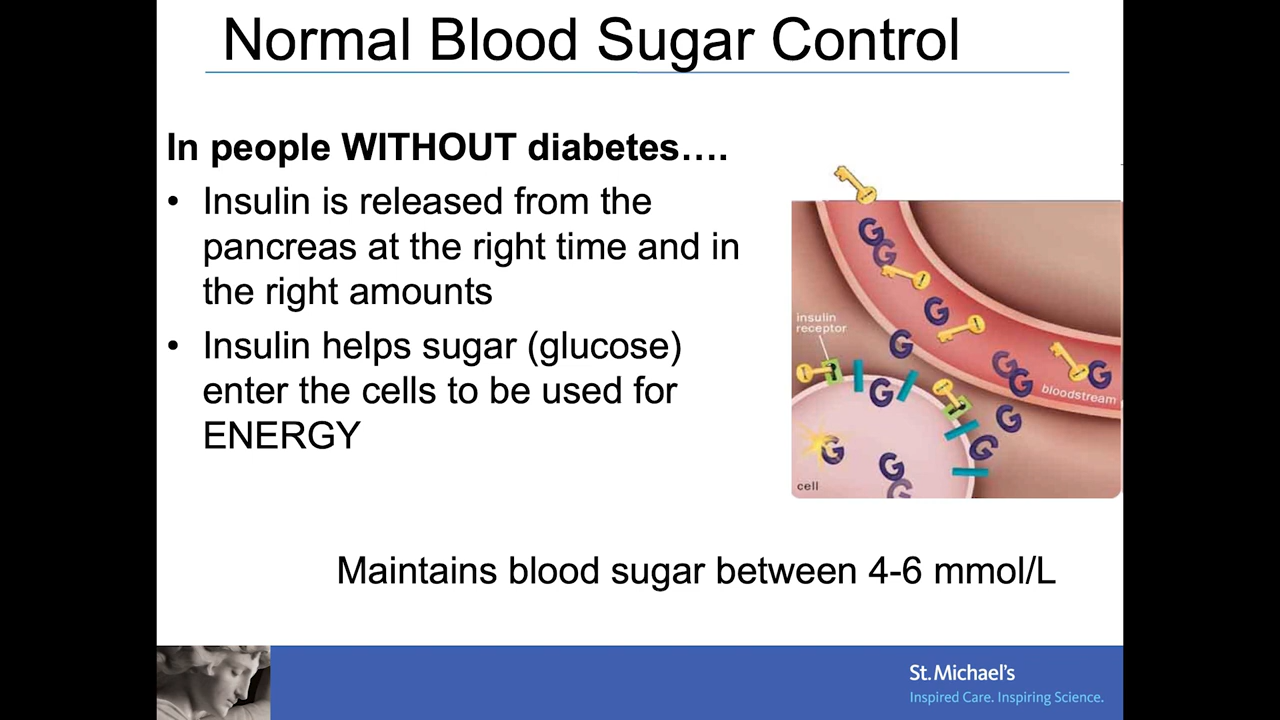 Normal Blood Sugar Control
In people WITHOUT diabetes….
• Insulin is released from the
pancreas at the right time and in
the right amounts
• Insulin helps sugar (glucose)
enter the cells to be used for
ENERGY
insulin
receptor
G
G
G
G
G
G
G
G
G
G
G
G
G
bloodstream
cell
Maintains blood sugar between 4-6 mmol/L
St. Michael's
Inspired Care. Inspiring Science.